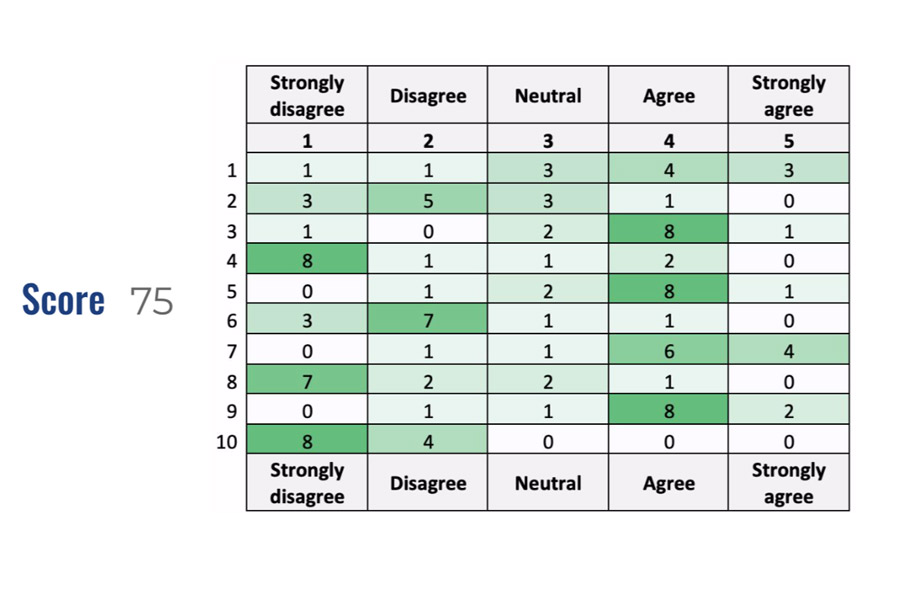 Strongly disagree Disagree Neutral Agree Strongly agree
1 2 3 4 5
1 1 1 3 4 3
2 3 5 3 1 0
3 1 0 2 8 1
4 8 1 1 2 0
5 0 1 2 8 1
Score 75
6 3 7 1 1 0
7 0 1 1 6 4
8 7 2 2 1 0
9 0 1 1 8 2
10 8 4 0 0 0
Strongly disagree Disagree Neutral Agree Strongly agree